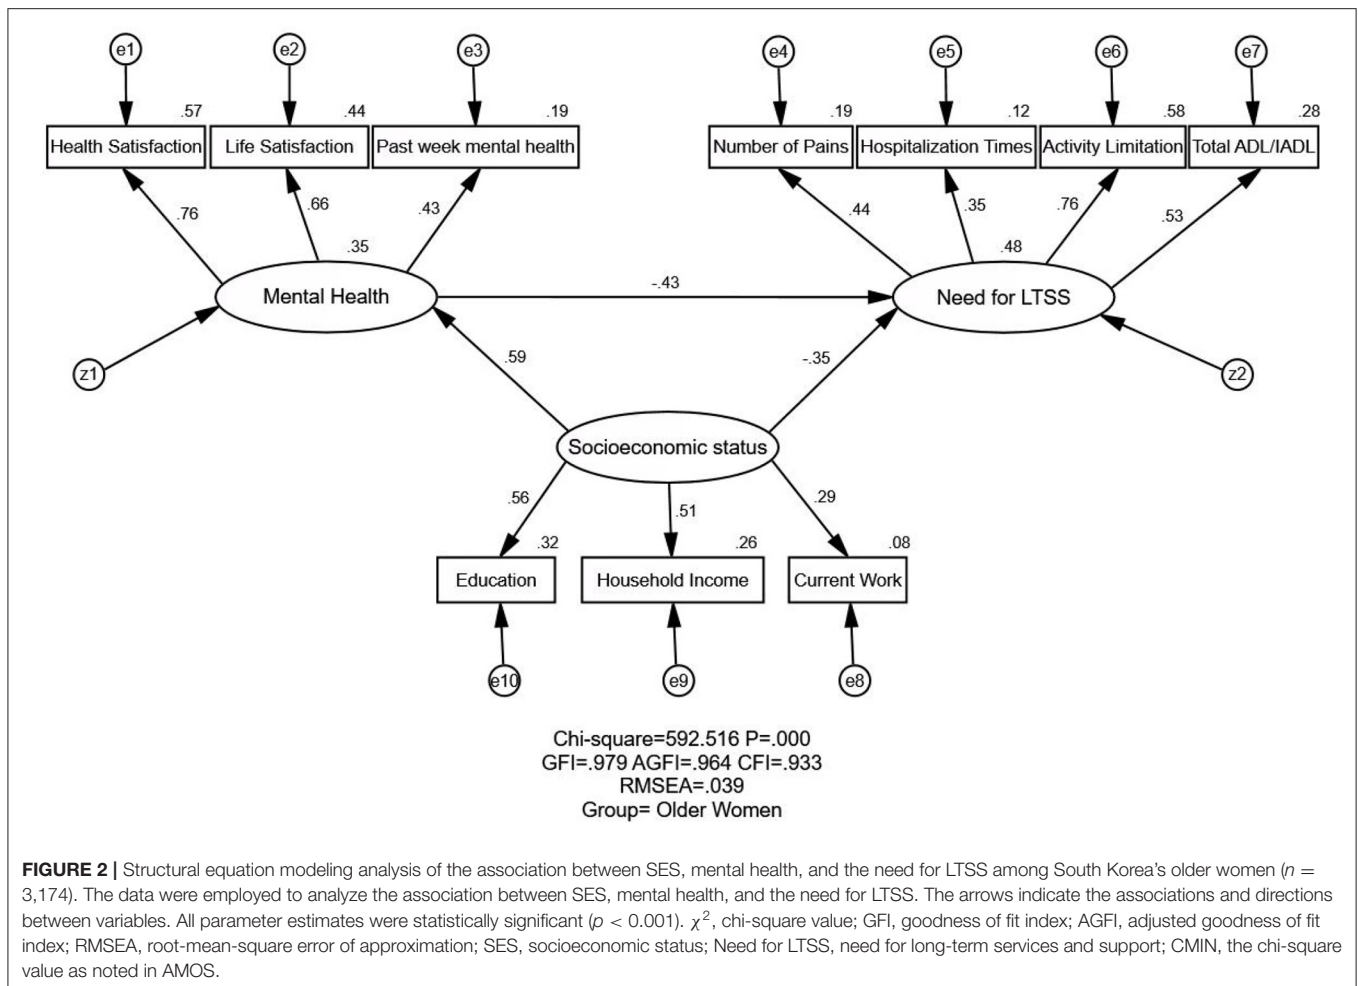 e1 e2 e3 e4 e5 e6 e7
.57 .44 .19 .19 .12 .58 .28
Health Satisfaction Life Satisfaction Past week mental health Number of Pains Hospitalization Times Activity Limitation Total ADL/IADL
.76 .66 .43 .44 .35 .76 .53
.35 .48
Mental Health -.43 Need for LTSS
z1 .59 -.35 z2
Socioeconomic status
.56 .51 .29
.32 .26 .08
Education Household Income Current Work
e10 e9 e8
Chi-square=592.516 P=.000
GFI=.979 AGFI=.964 CFI=.933
RMSEA=.039
Group= Older Women
FIGURE 2 | Structural equation modeling analysis of the association between SES, mental health, and the need for LTSS among South Korea's older women (n =
3,174). The data were employed to analyze the association between SES, mental health, and the need for LTSS. The arrows indicate the associations and directions
between variables. All parameter estimates were statistically significant (p < 0.001). χ², chi-square value; GFI, goodness of fit index; AGFI, adjusted goodness of fit
index; RMSEA, root-mean-square error of approximation; SES, socioeconomic status; Need for LTSS, need for long-term services and support; CMIN, the chi-square
value as noted in AMOS.